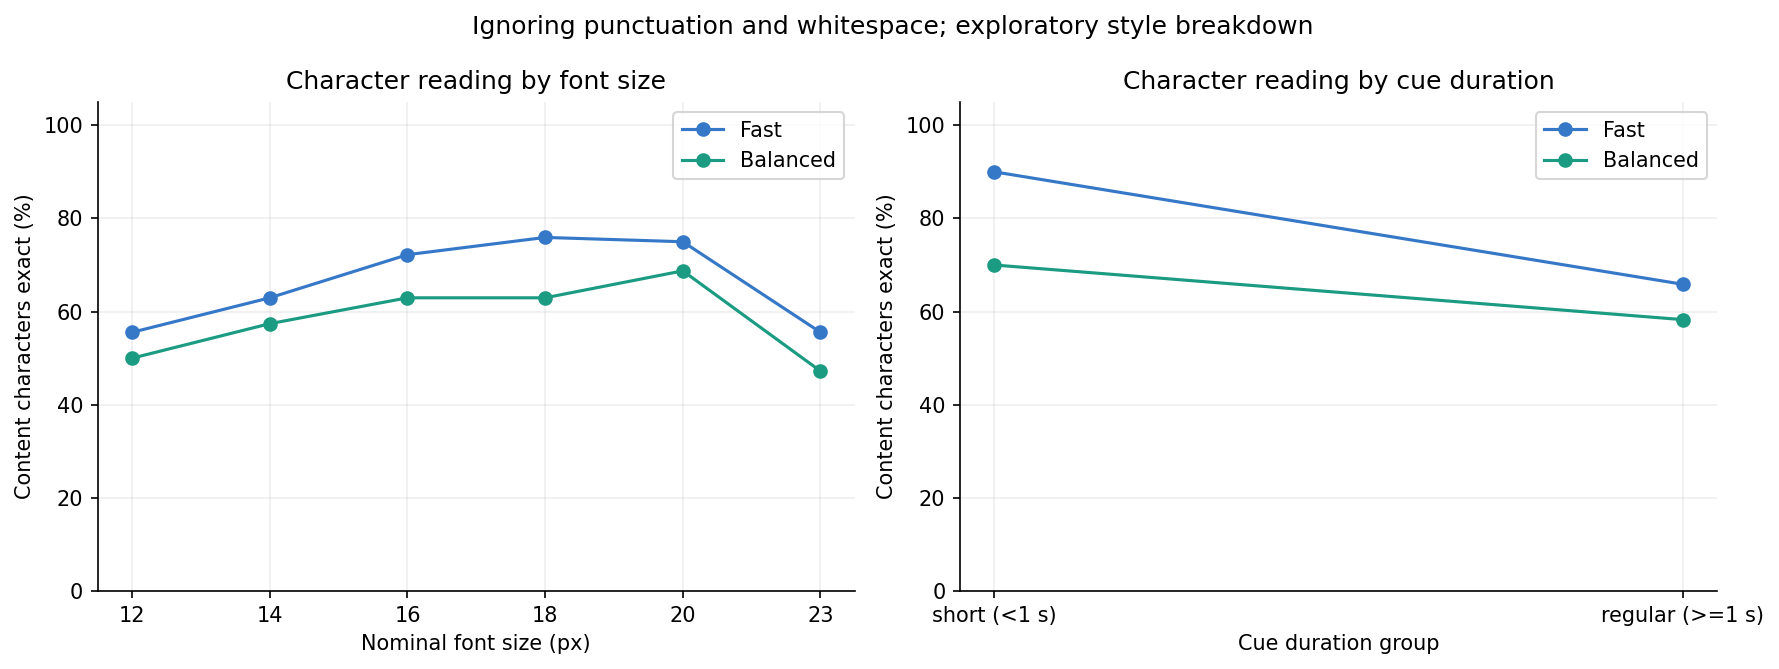 Ignoring punctuation and whitespace; exploratory style breakdown
Character reading by font size
Content characters exact (%)
100
80
60
40
20
0
Fast
Balanced
12 14 16 18 20 23
Nominal font size (px)
Character reading by cue duration
Content characters exact (%)
100
80
60
40
20
0
Fast
Balanced
short (<1 s) regular (>=1 s)
Cue duration group